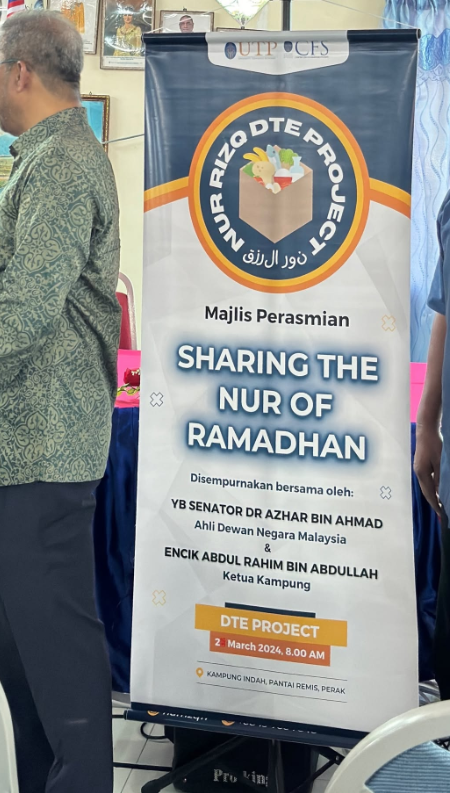 UTP CFS
NUR RIZQ DTE PROJECT
نور الرزق
Majlis Perasmian
SHARING THE
NUR OF
RAMADHAN
Disempurnakan bersama oleh:
YB SENATOR DR AZHAR BIN AHMAD
Ahli Dewan Negara Malaysia
&
ENCIK ABDUL RAHIM BIN ABDULLAH
Ketua Kampung
DTE PROJECT
March 2024, 8.00 AM
KAMPUNG INDAH, PANTAI REMIS, PERAK